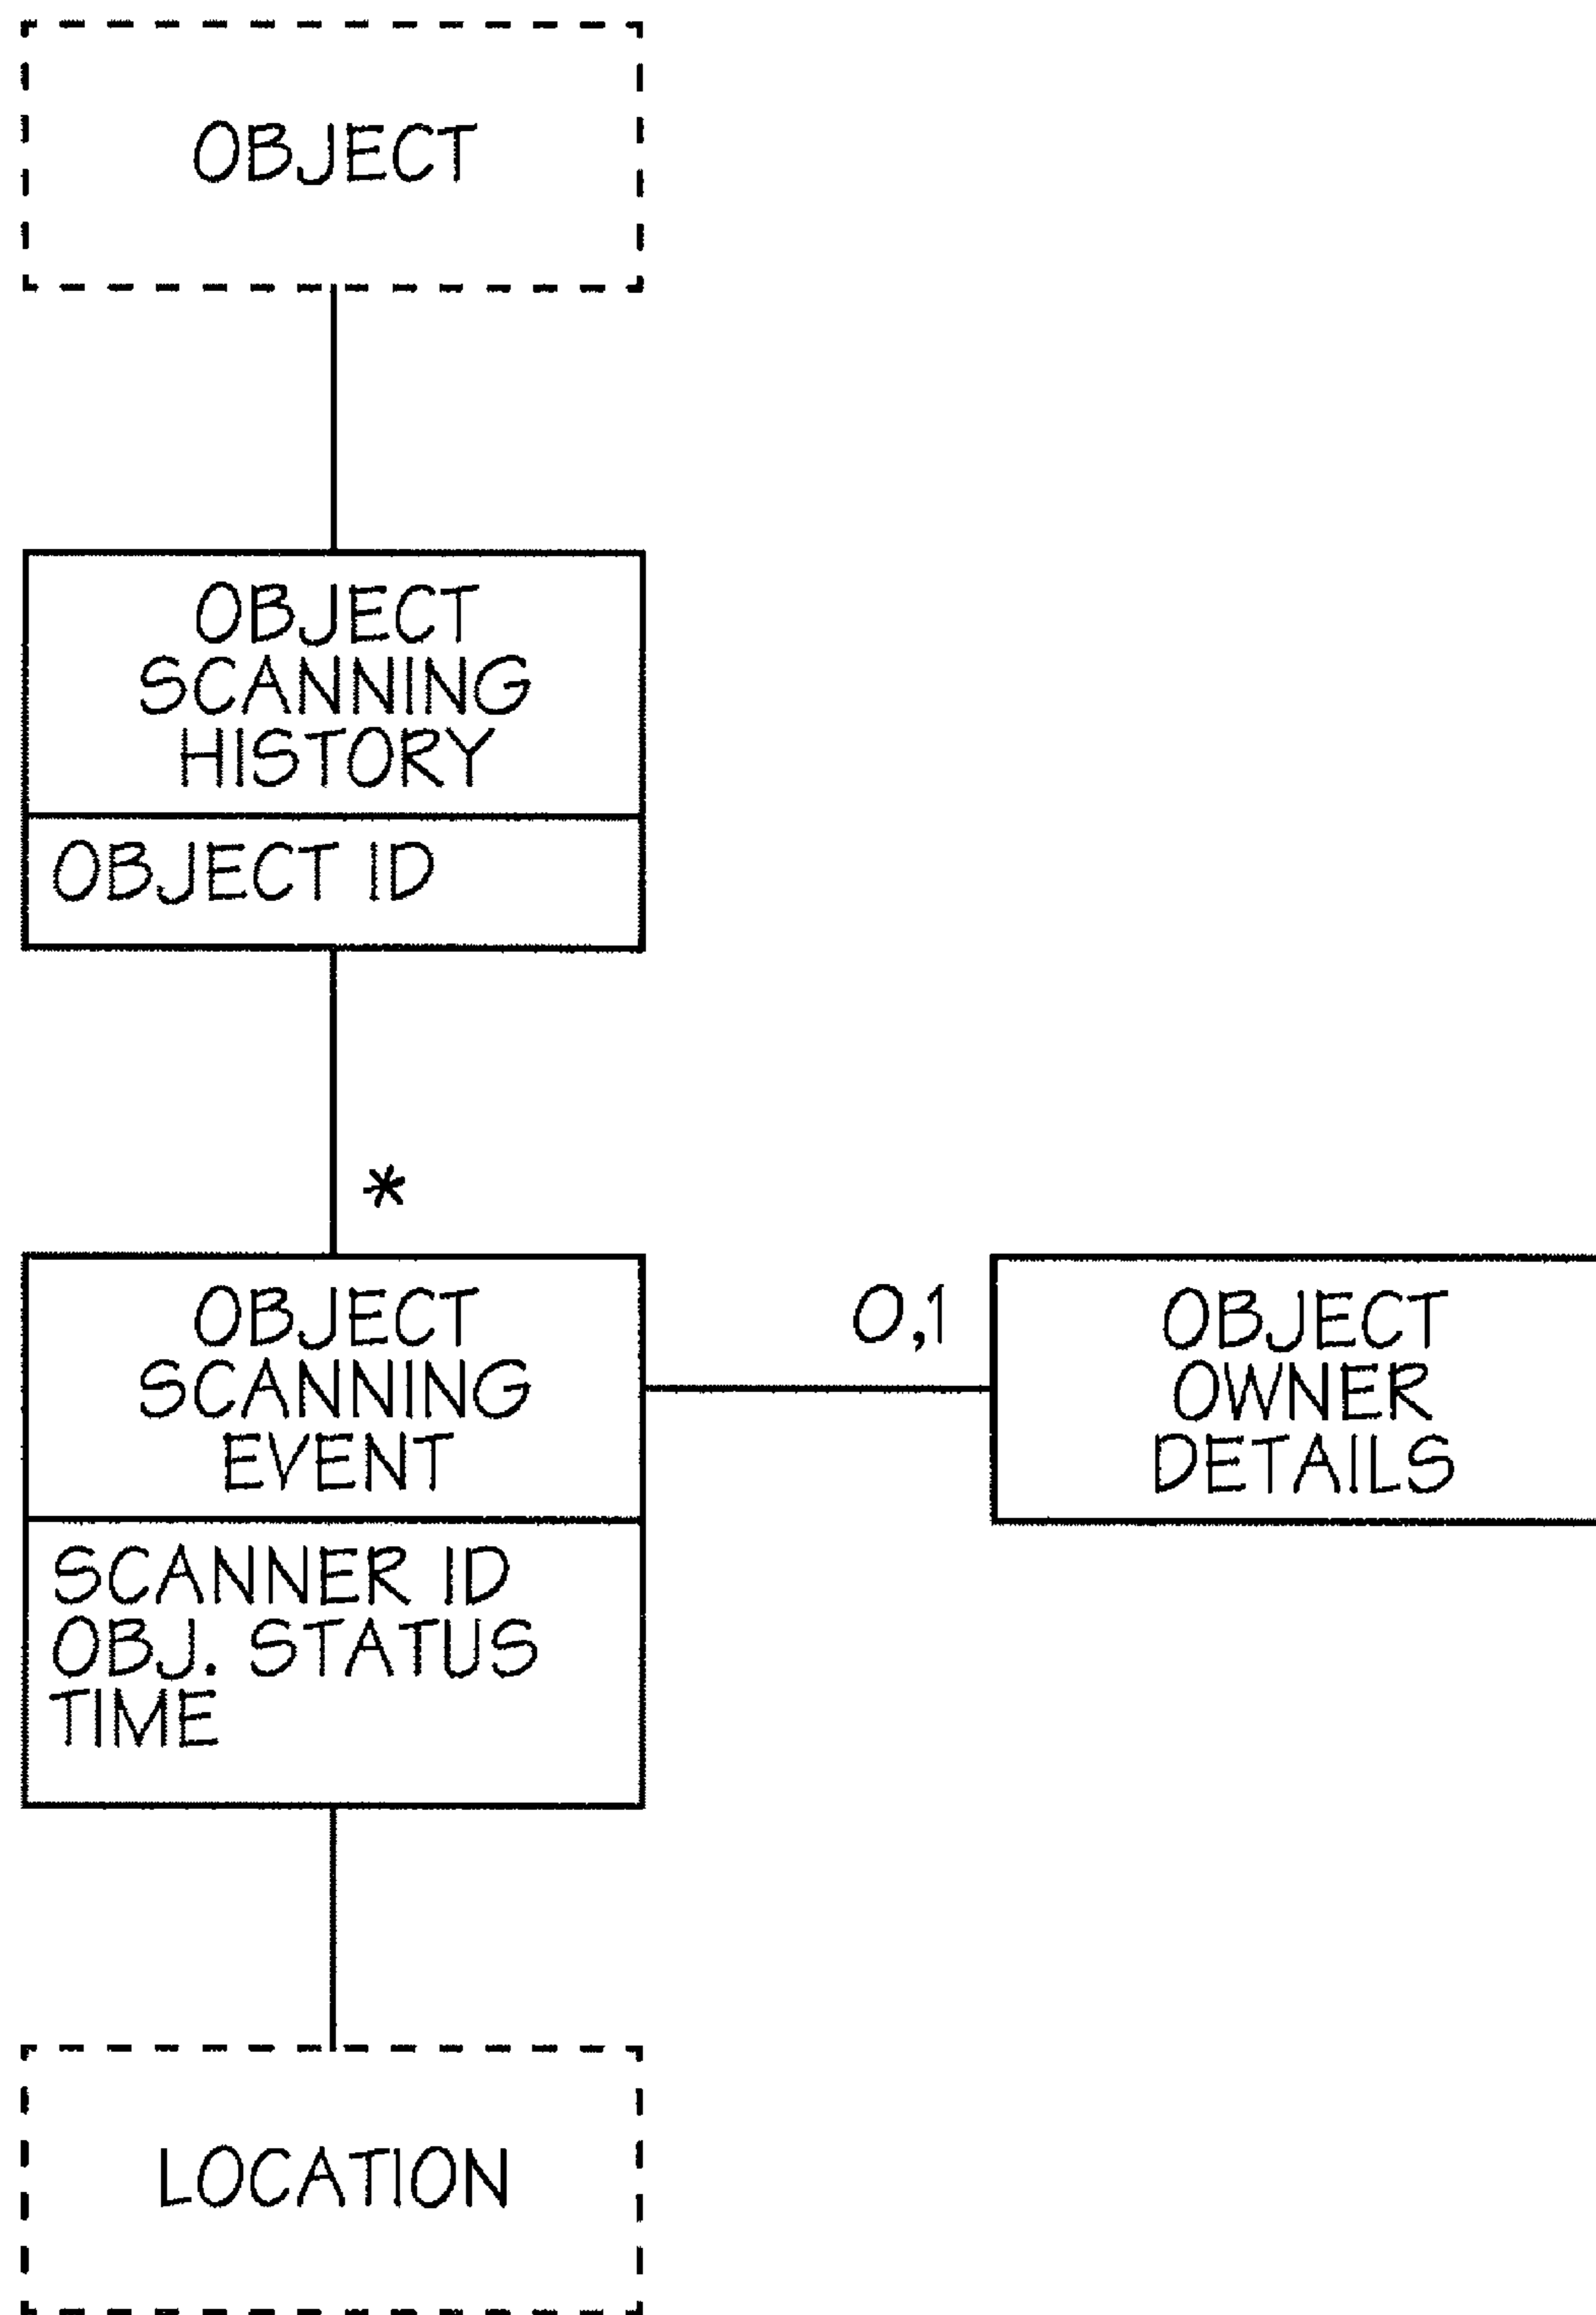 OBJECT
OBJECT
SCANNING
HISTORY
OBJECT ID
*
OBJECT
SCANNING
EVENT
0,1
OBJECT
OWNER
DETAILS
SCANNER ID
OBJ. STATUS
TIME
LOCATION